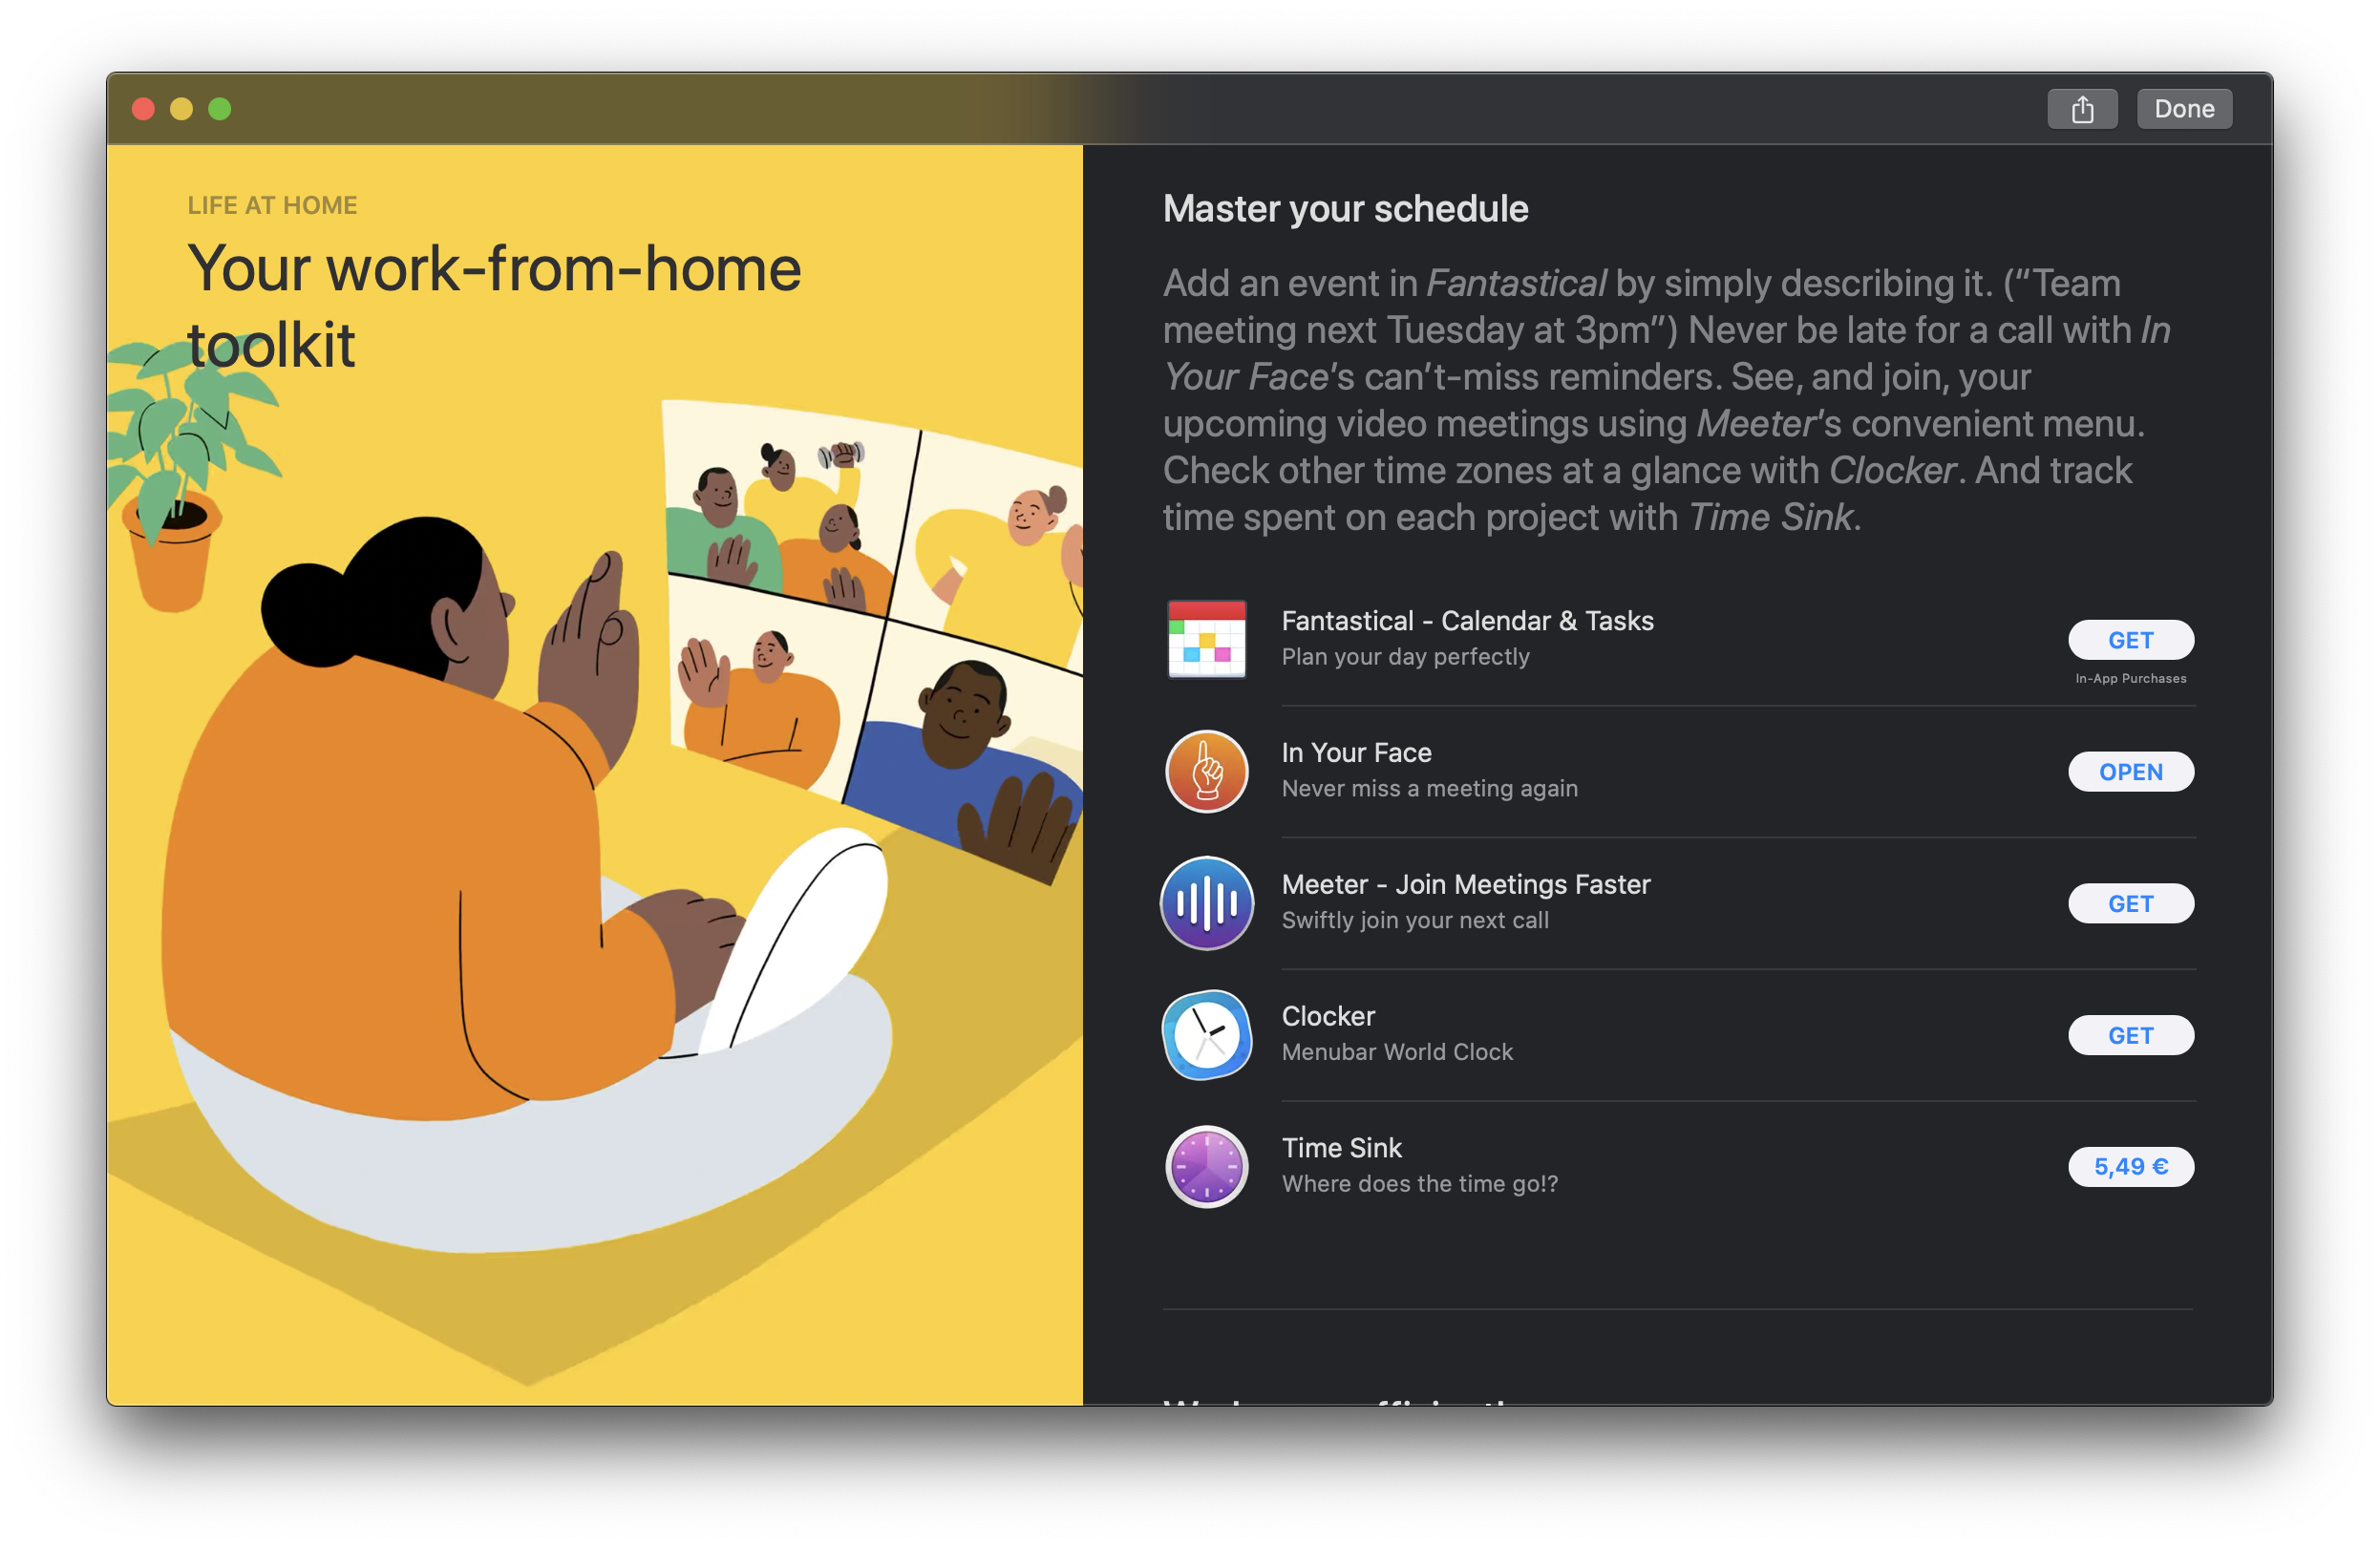 Done
LIFE AT HOME
Your work-from-home
toolkit
Master your schedule
Add an event in Fantastical by simply describing it. (“Team
meeting next Tuesday at 3pm”) Never be late for a call with In
Your Face’s can’t-miss reminders. See, and join, your
upcoming video meetings using Meeter’s convenient menu.
Check other time zones at a glance with Clocker. And track
time spent on each project with Time Sink.
Fantastical - Calendar & Tasks
Plan your day perfectly
GET
In-App Purchases
In Your Face
Never miss a meeting again
OPEN
Meeter - Join Meetings Faster
Swiftly join your next call
GET
Clocker
Menubar World Clock
GET
Time Sink
Where does the time go!?
5,49 €